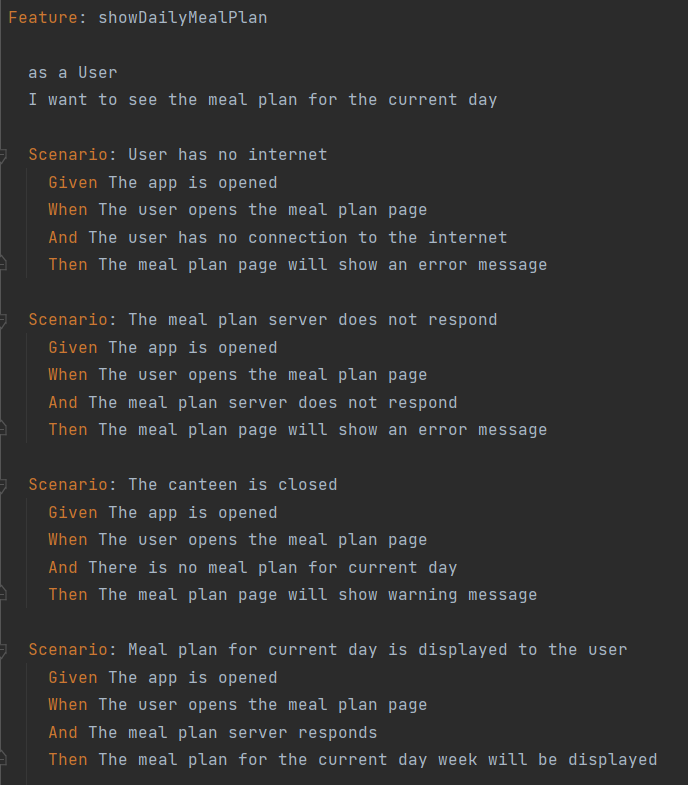 Feature: showDailyMealPlan
as a User
I want to see the meal plan for the current day
Scenario: User has no internet
Given The app is opened
When The user opens the meal plan page
And The user has no connection to the internet
Then The meal plan page will show an error message
Scenario: The meal plan server does not respond
Given The app is opened
When The user opens the meal plan page
And The meal plan server does not respond
Then The meal plan page will show an error message
Scenario: The canteen is closed
Given The app is opened
When The user opens the meal plan page
And There is no meal plan for current day
Then The meal plan page will show warning message
Scenario: Meal plan for current day is displayed to the user
Given The app is opened
When The user opens the meal plan page
And The meal plan server responds
Then The meal plan for the current day week will be displayed